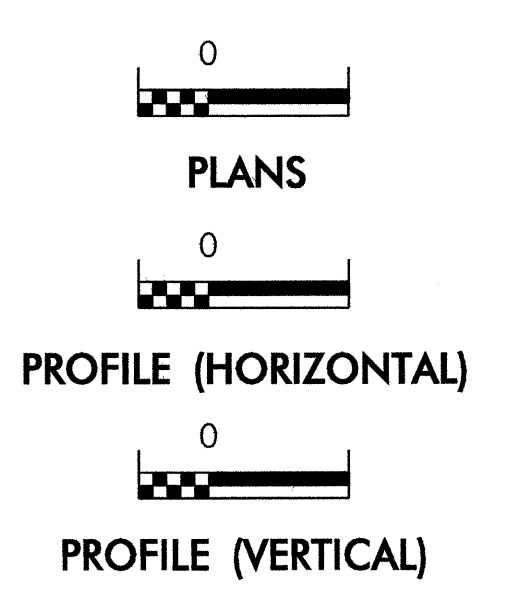 0
PLANS
0
PROFILE (HORIZONTAL)
0
PROFILE (VERTICAL)